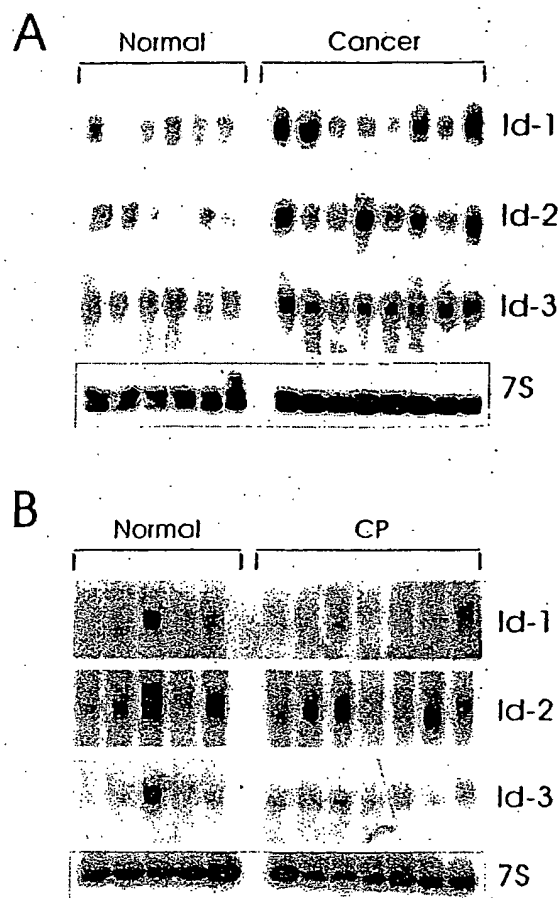 A
Normal Cancer
Id-1
Id-2
Id-3
7S
B
Normal CP
Id-1
Id-2
Id-3
7S